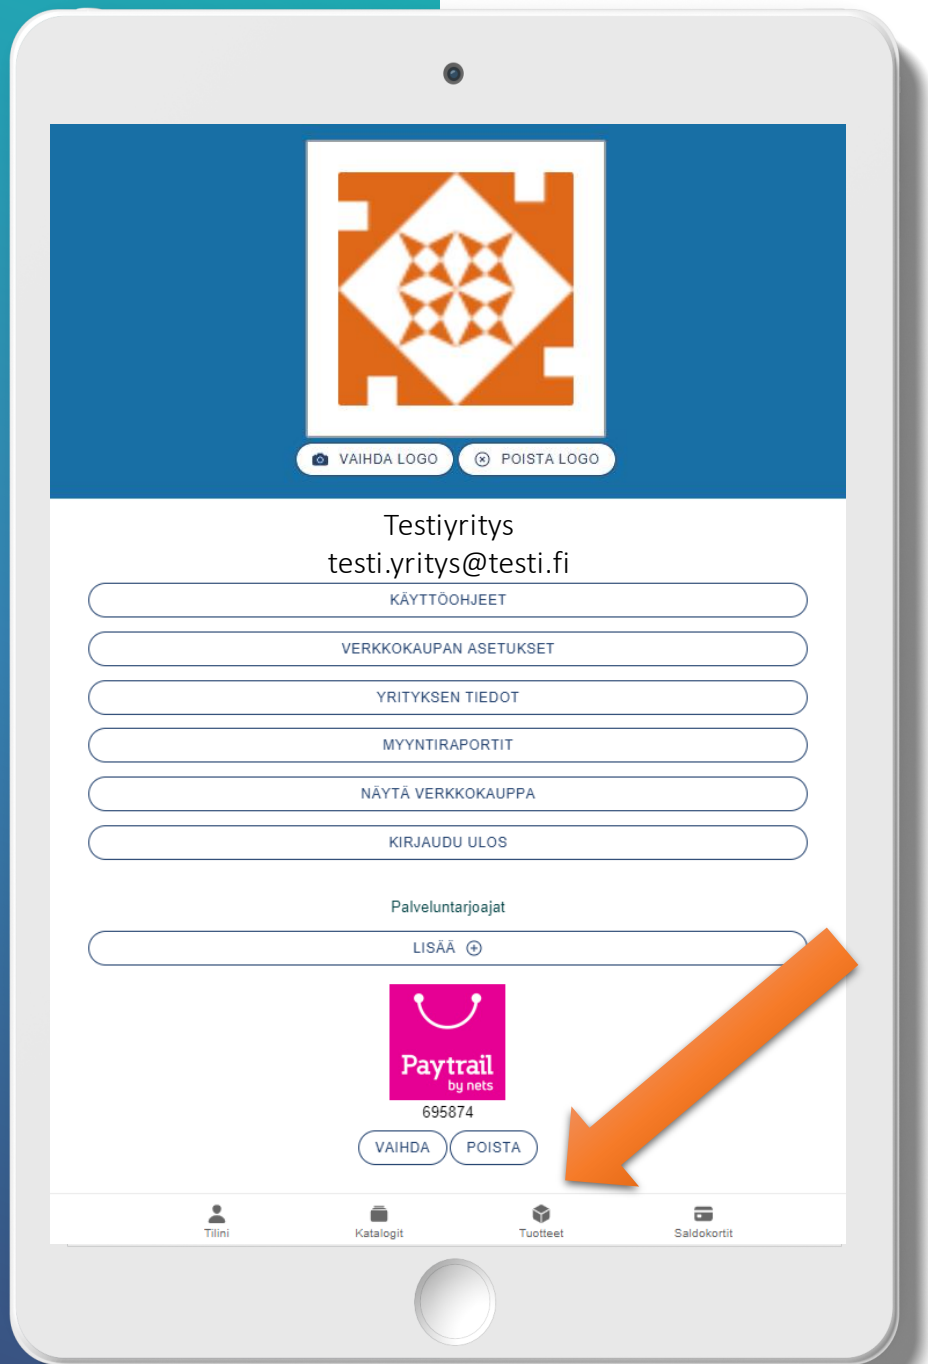 VAIHDA LOGO
POISTA LOGO
Testiyritys
testi.yritys@testi.fi
KÄYTTÖOHJEET
VERKKOKAUPAN ASETUKSET
YRITYKSEN TIEDOT
MYYNTIRAPORTIT
NÄYTÄ VERKKOKAUPPA
KIRJAUDU ULOS
Palveluntarjoajat
LISÄÄ
Paytrail
by nets
695874
VAIHDA
POISTA
Tilini
Katalogit
Tuotteet
Saldokortit